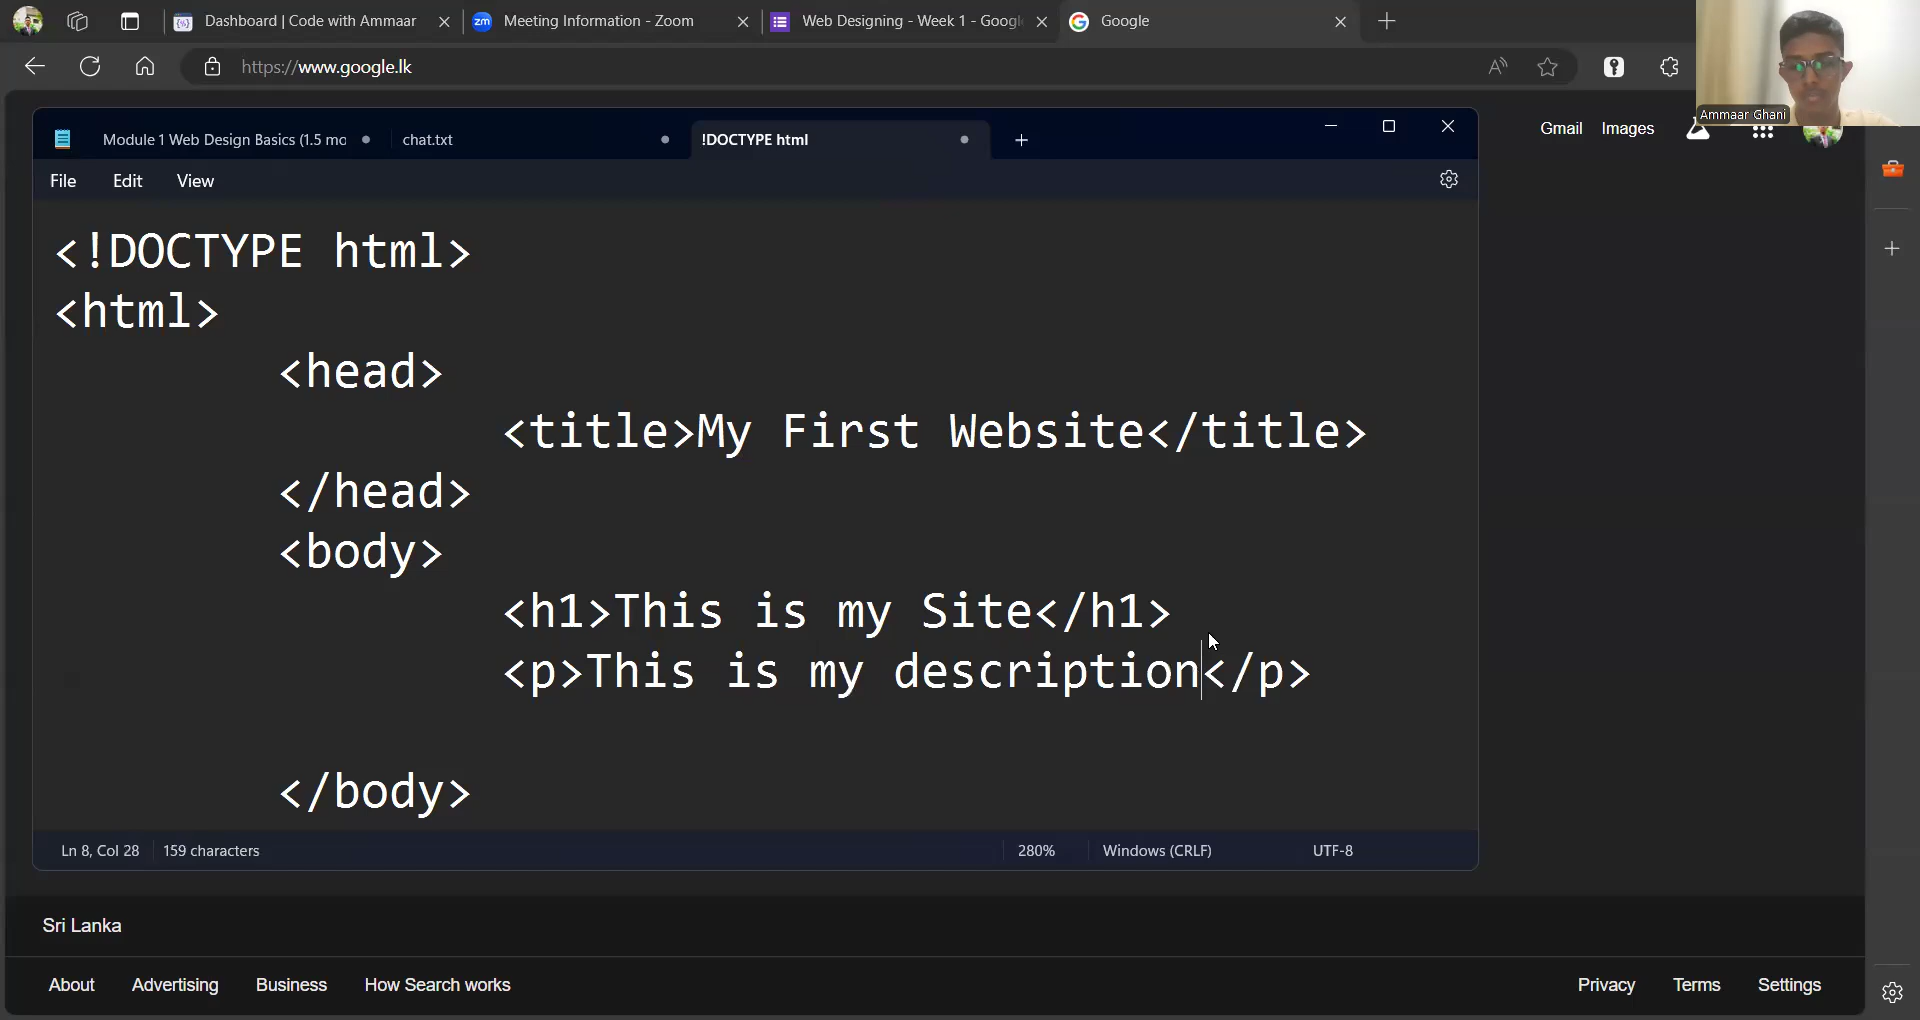 Dashboard | Code with Ammaar
zm Meeting Information - Zoom
Web Designing - Week 1 - Googl
Google
https://www.google.lk
Ammaar Ghani
Module 1 Web Design Basics (1.5 mo
chat.txt
!DOCTYPE html
Gmail Images
File Edit View
<!DOCTYPE html>
<html>
<head>
<title>My First Website</title>
</head>
<body>
<h1>This is my Site</h1>
<p>This is my description</p>
</body>
Ln 8, Col 28 159 characters 280% Windows (CRLF) UTF-8
Sri Lanka
About Advertising Business How Search works Privacy Terms Settings